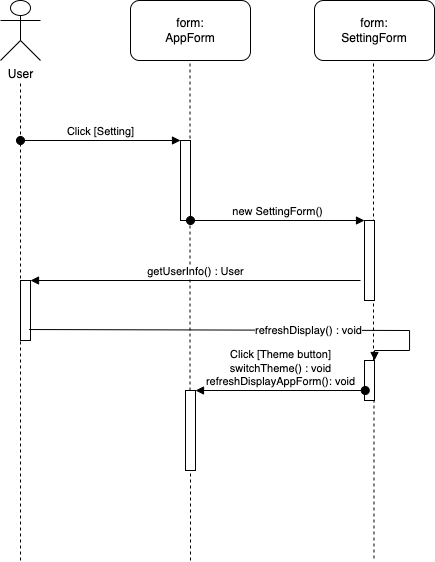 form:
AppForm
form:
SettingForm
User
Click [Setting]
new SettingForm()
getUserInfo() : User
refreshDisplay() : void
Click [Theme button]
switchTheme() : void
refreshDisplayAppForm(): void